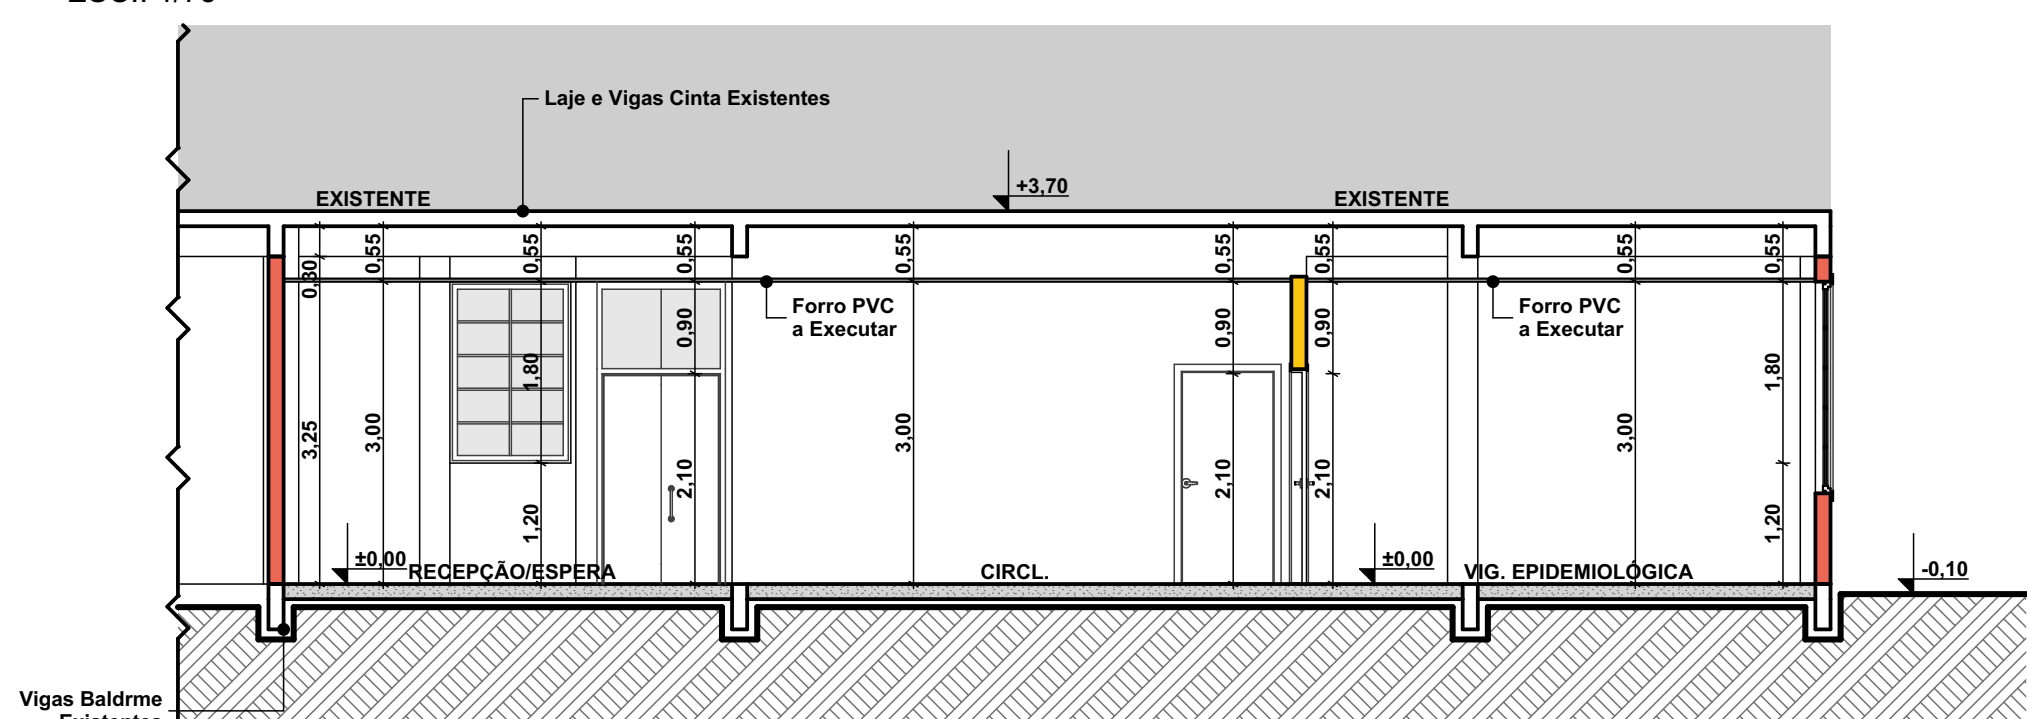 Laje e Vigas Cinta Existentes
+3,70
EXISTENTE
EXISTENTE
0,30
0,55
0,55
0,55
0,55
0,55
0,55
0,55
0,55
Forro PVC
a Executar
Forro PVC
a Executar
0,90
0,90
0,90
1,80
1,80
3,25
3,00
3,00
3,00
2,10
2,10
2,10
1,20
1,20
±0,00
±0,00
RECEPÇÃO/ESPERA
CIRCL.
VIG. EPIDEMIOLÓGICA
-0,10
Vigas Baldrme
Existentes